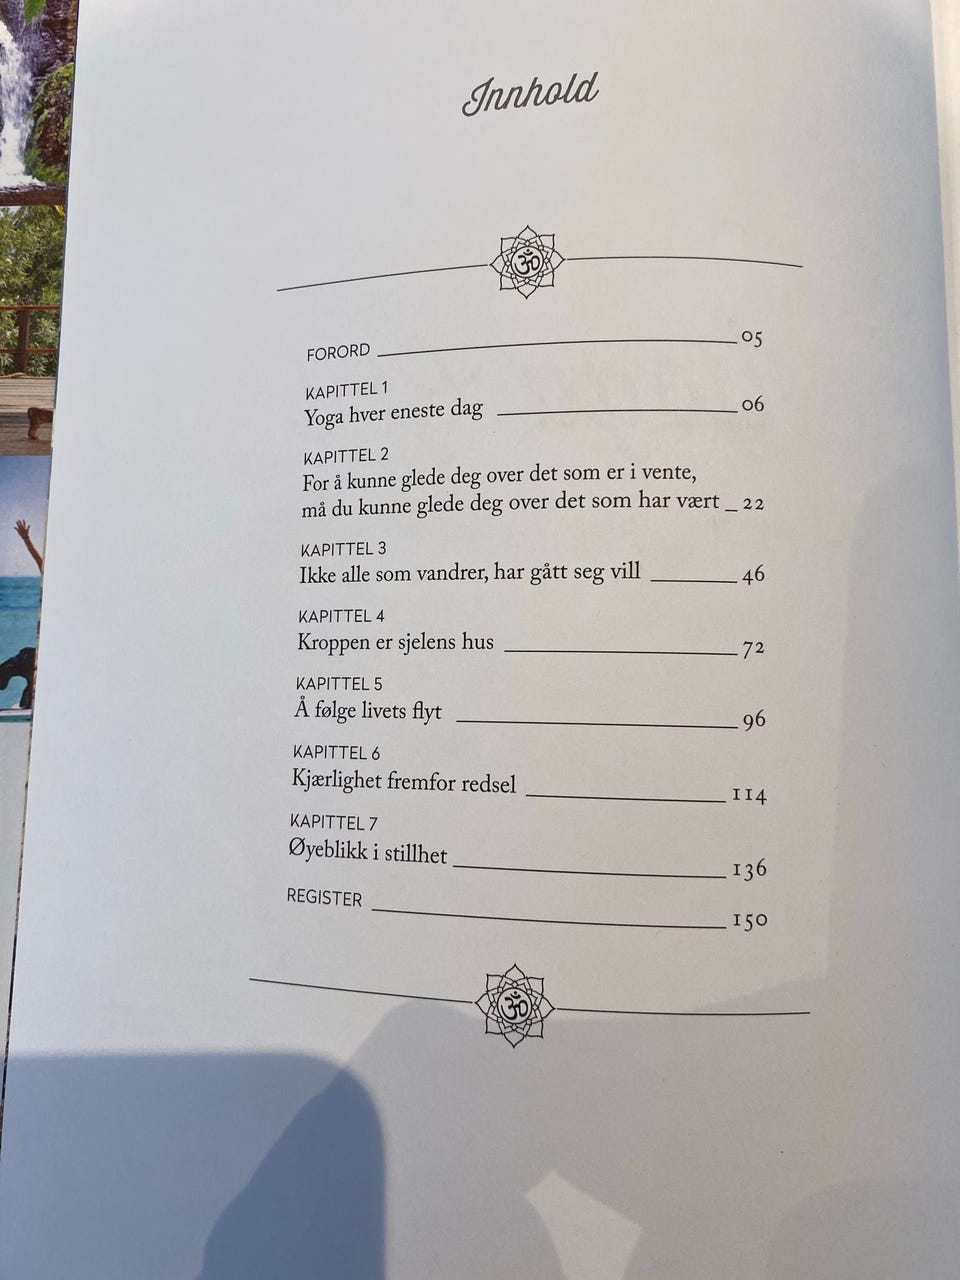 Innhold
ॐ
FORORD 05
KAPITTEL 1
Yoga hver eneste dag 06
KAPITTEL 2
For å kunne glede deg over det som er i vente,
må du kunne glede deg over det som har vært 22
KAPITTEL 3
Ikke alle som vandrer, har gått seg vill 46
KAPITTEL 4
Kroppen er sjelens hus 72
KAPITTEL 5
Å følge livets flyt 96
KAPITTEL 6
Kjærlighet fremfor redsel 114
KAPITTEL 7
Øyeblikk i stillhet 136
REGISTER 150
ॐ